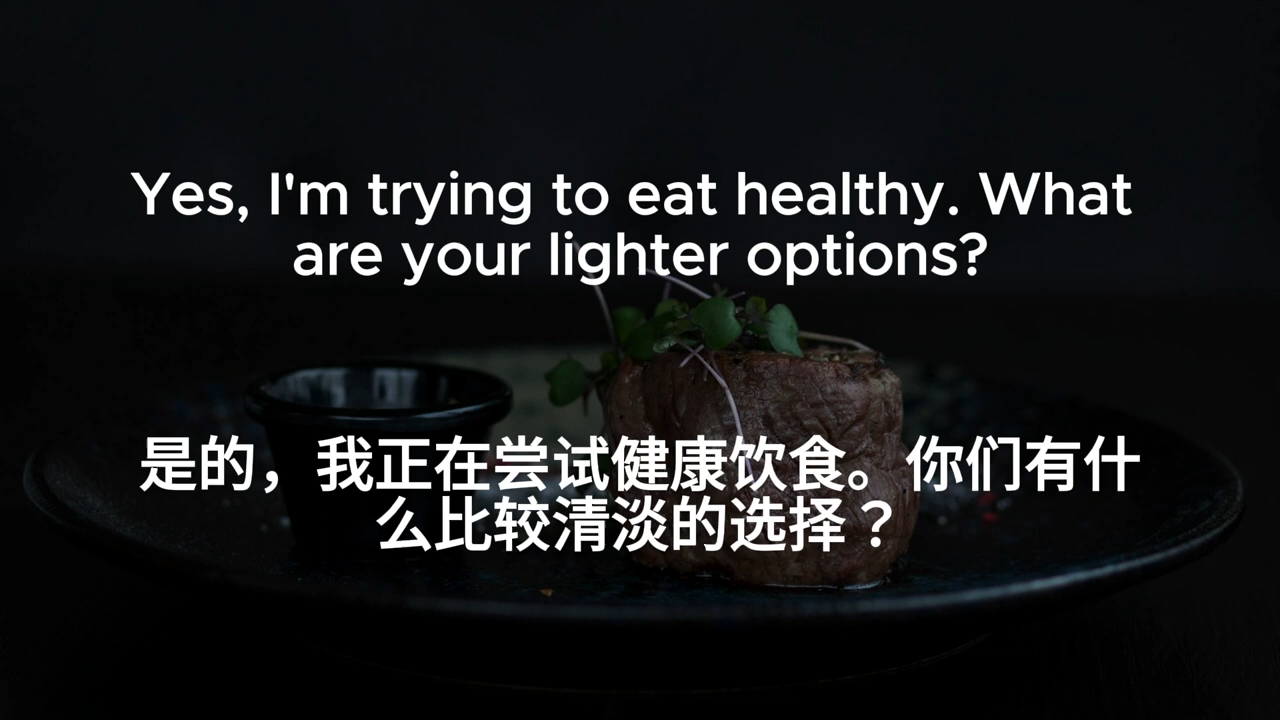 Yes, I'm trying to eat healthy. What
are your lighter options?
是的，我正在尝试健康饮食。你们有什
么比较清淡的选择？